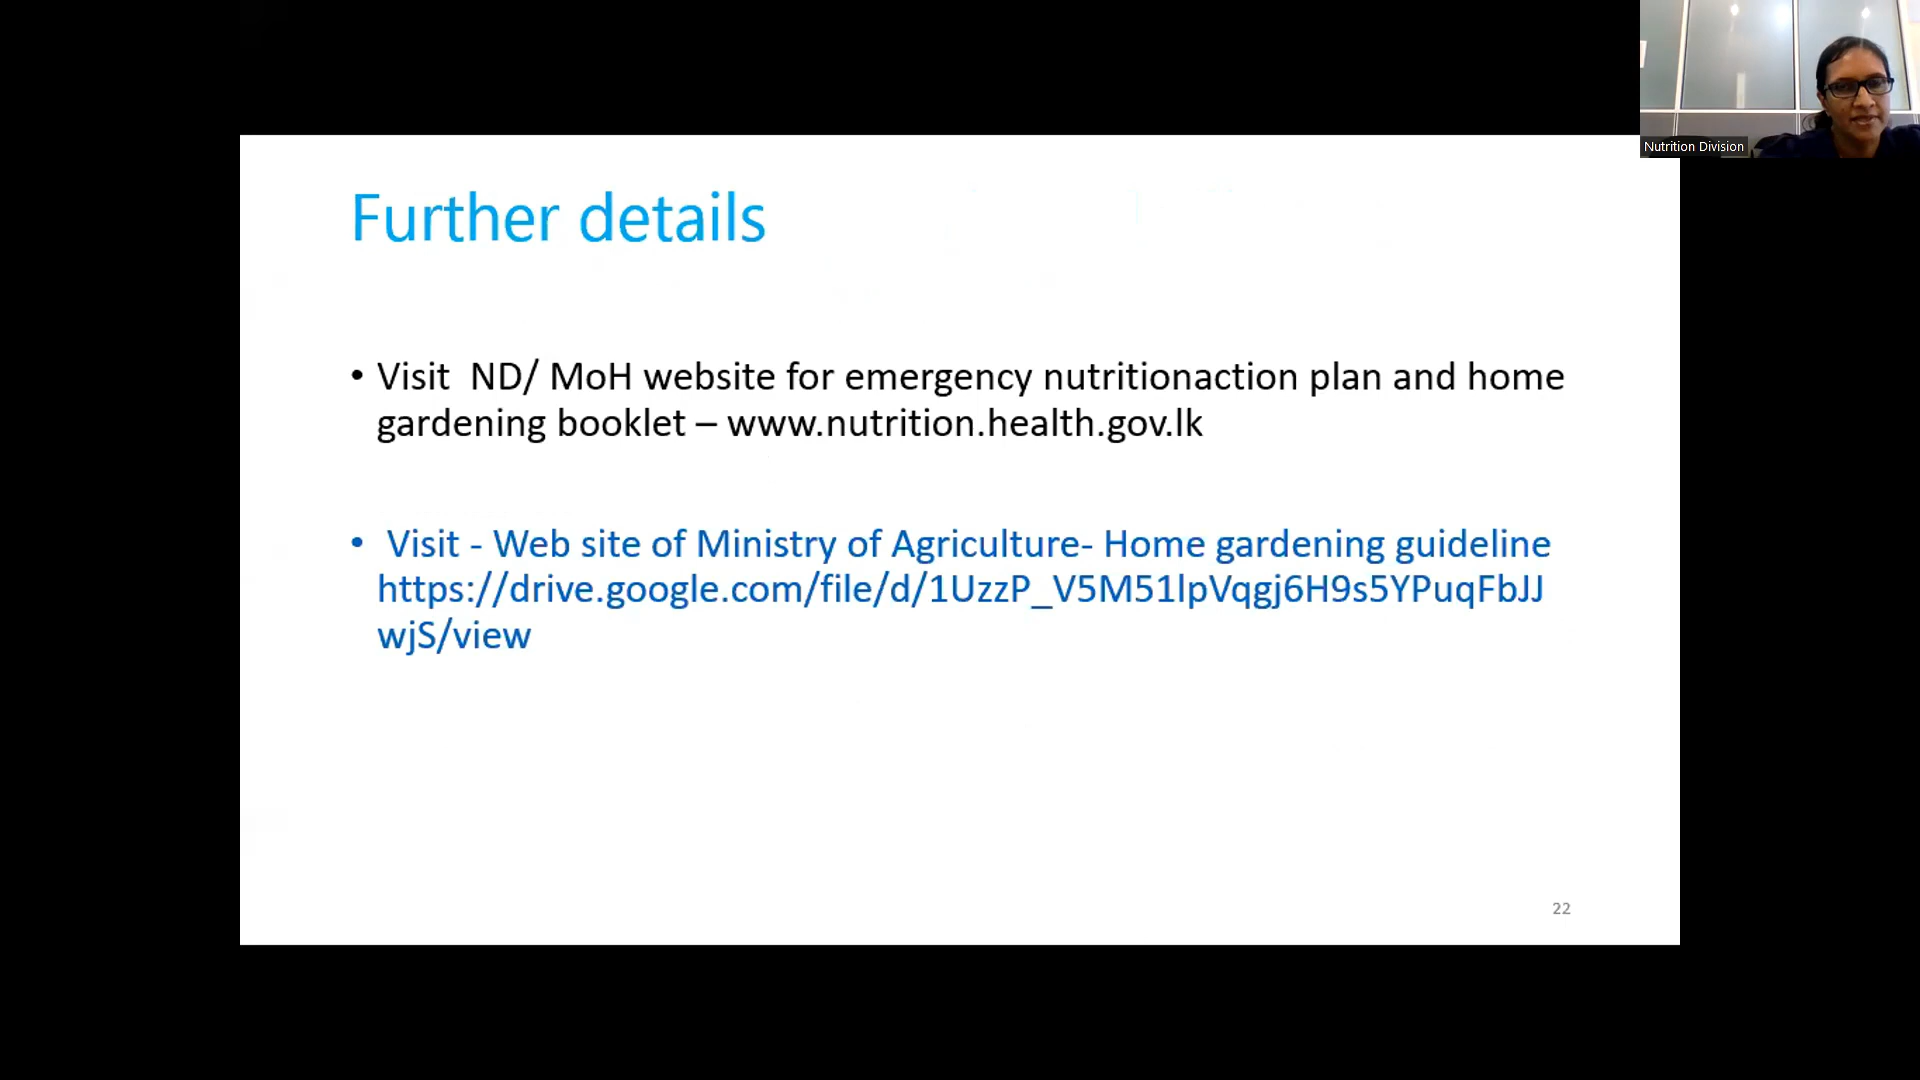 Nutrition Division
Further details
• Visit  ND/ MoH website for emergency nutritionaction plan and home
gardening booklet – www.nutrition.health.gov.lk
•  Visit - Web site of Ministry of Agriculture- Home gardening guideline
https://drive.google.com/file/d/1UzzP_V5M51lpVqgj6H9s5YPuqFbJJ
wjS/view
22